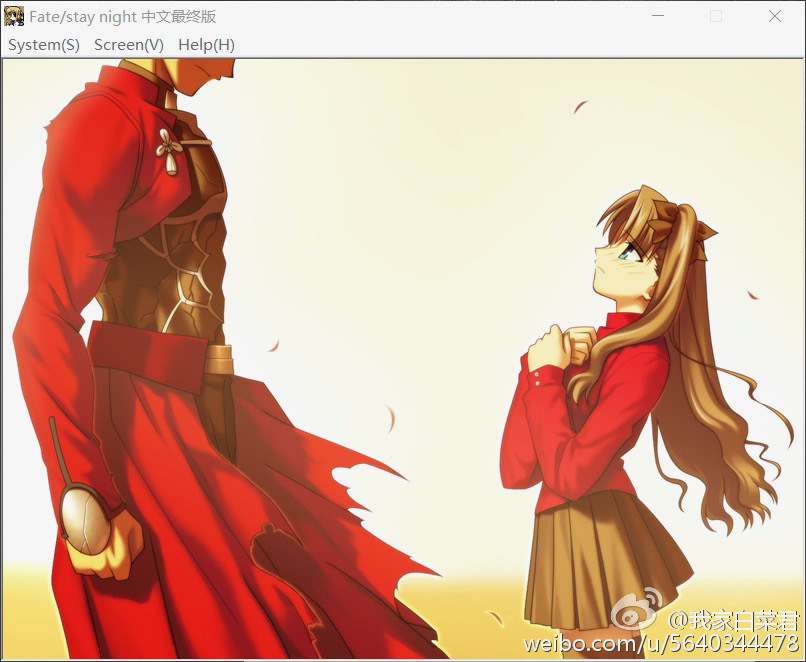 Fate/stay night 中文最终版
System(S) Screen(V) Help(H)
@我家白菜君
weibo.com/u/5640344478